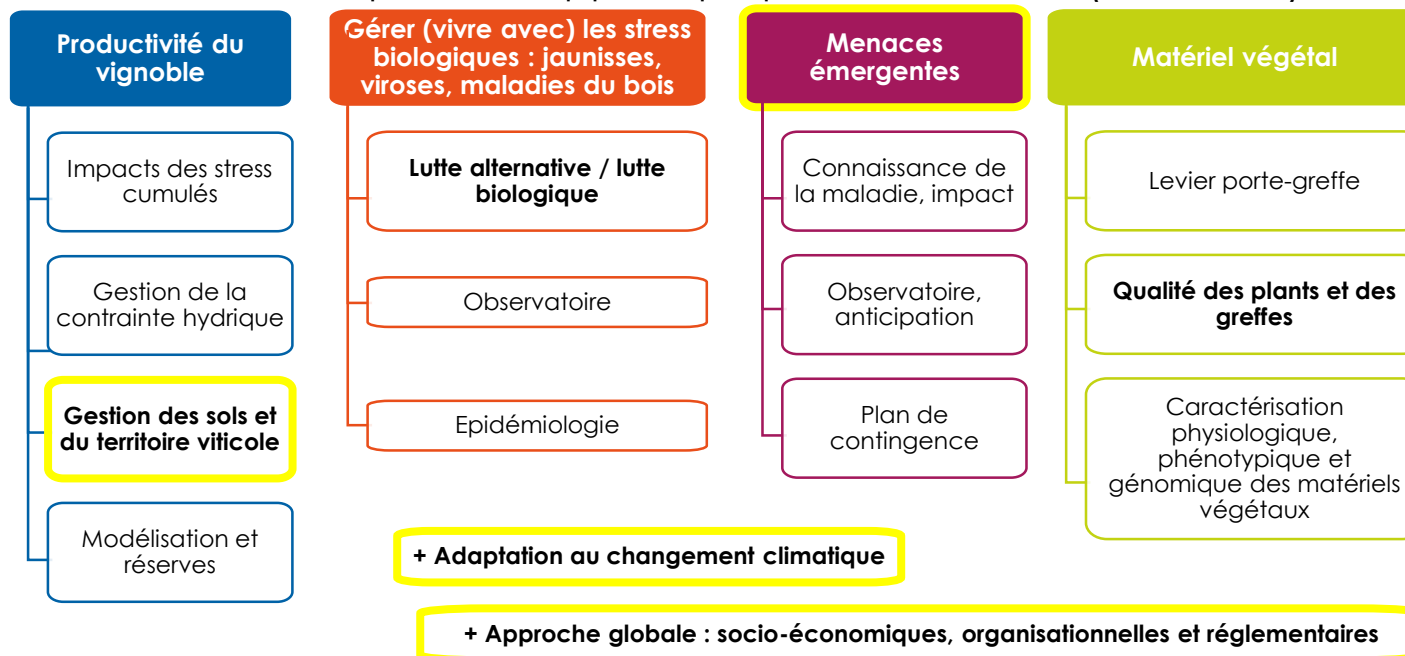 Productivité du
vignoble
Impacts des stress
cumulés
Gestion de la
contrainte hydrique
Gestion des sols et
du territoire viticole
Modélisation et
réserves
Gérer (vivre avec) les stress
biologiques : jaunisses,
viroses, maladies du bois
Lutte alternative / lutte
biologique
Observatoire
Epidémiologie
Menaces
émergentes
Connaissance de
la maladie, impact
Observatoire,
anticipation
Plan de
contingence
Matériel végétal
Levier porte-greffe
Qualité des plants et des
greffes
Caractérisation
physiologique,
phénotypique et
génomique des matériels
végétaux
+ Adaptation au changement climatique
+ Approche globale : socio-économiques, organisationnelles et réglementaires